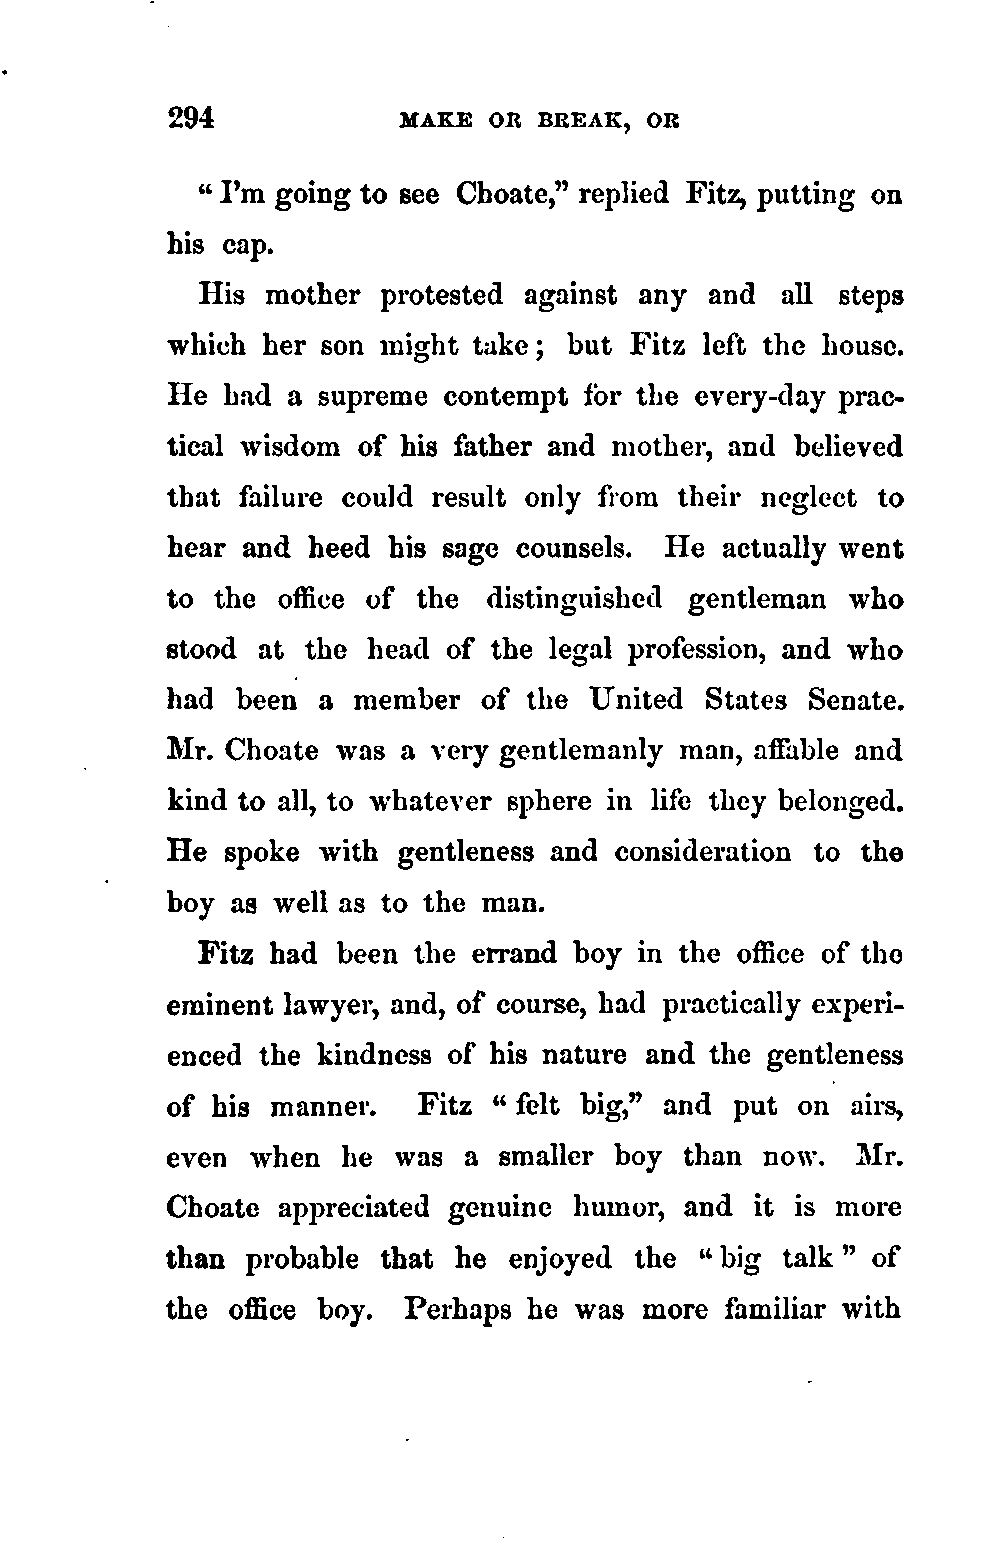 294 MAKE OR BREAK, OR
“ I’m going to see Choate,” replied Fitz, putting on
his cap.
His mother protested against any and all steps
which her son might take ; but Fitz left the house.
He had a supreme contempt for the every-day prac-
tical wisdom of his father and mother, and believed
that failure could result only from their neglect to
hear and heed his sage counsels. He actually went
to the office of the distinguished gentleman who
stood at the head of the legal profession, and who
had been a member of the United States Senate.
Mr. Choate was a very gentlemanly man, affable and
kind to all, to whatever sphere in life they belonged.
He spoke with gentleness and consideration to the
boy as well as to the man.
Fitz had been the errand boy in the office of the
eminent lawyer, and, of course, had practically experi-
enced the kindness of his nature and the gentleness
of his manner. Fitz “ felt big,” and put on airs,
even when he was a smaller boy than now. Mr.
Choate appreciated genuine humor, and it is more
than probable that he enjoyed the “ big talk ” of
the office boy. Perhaps he was more familiar with